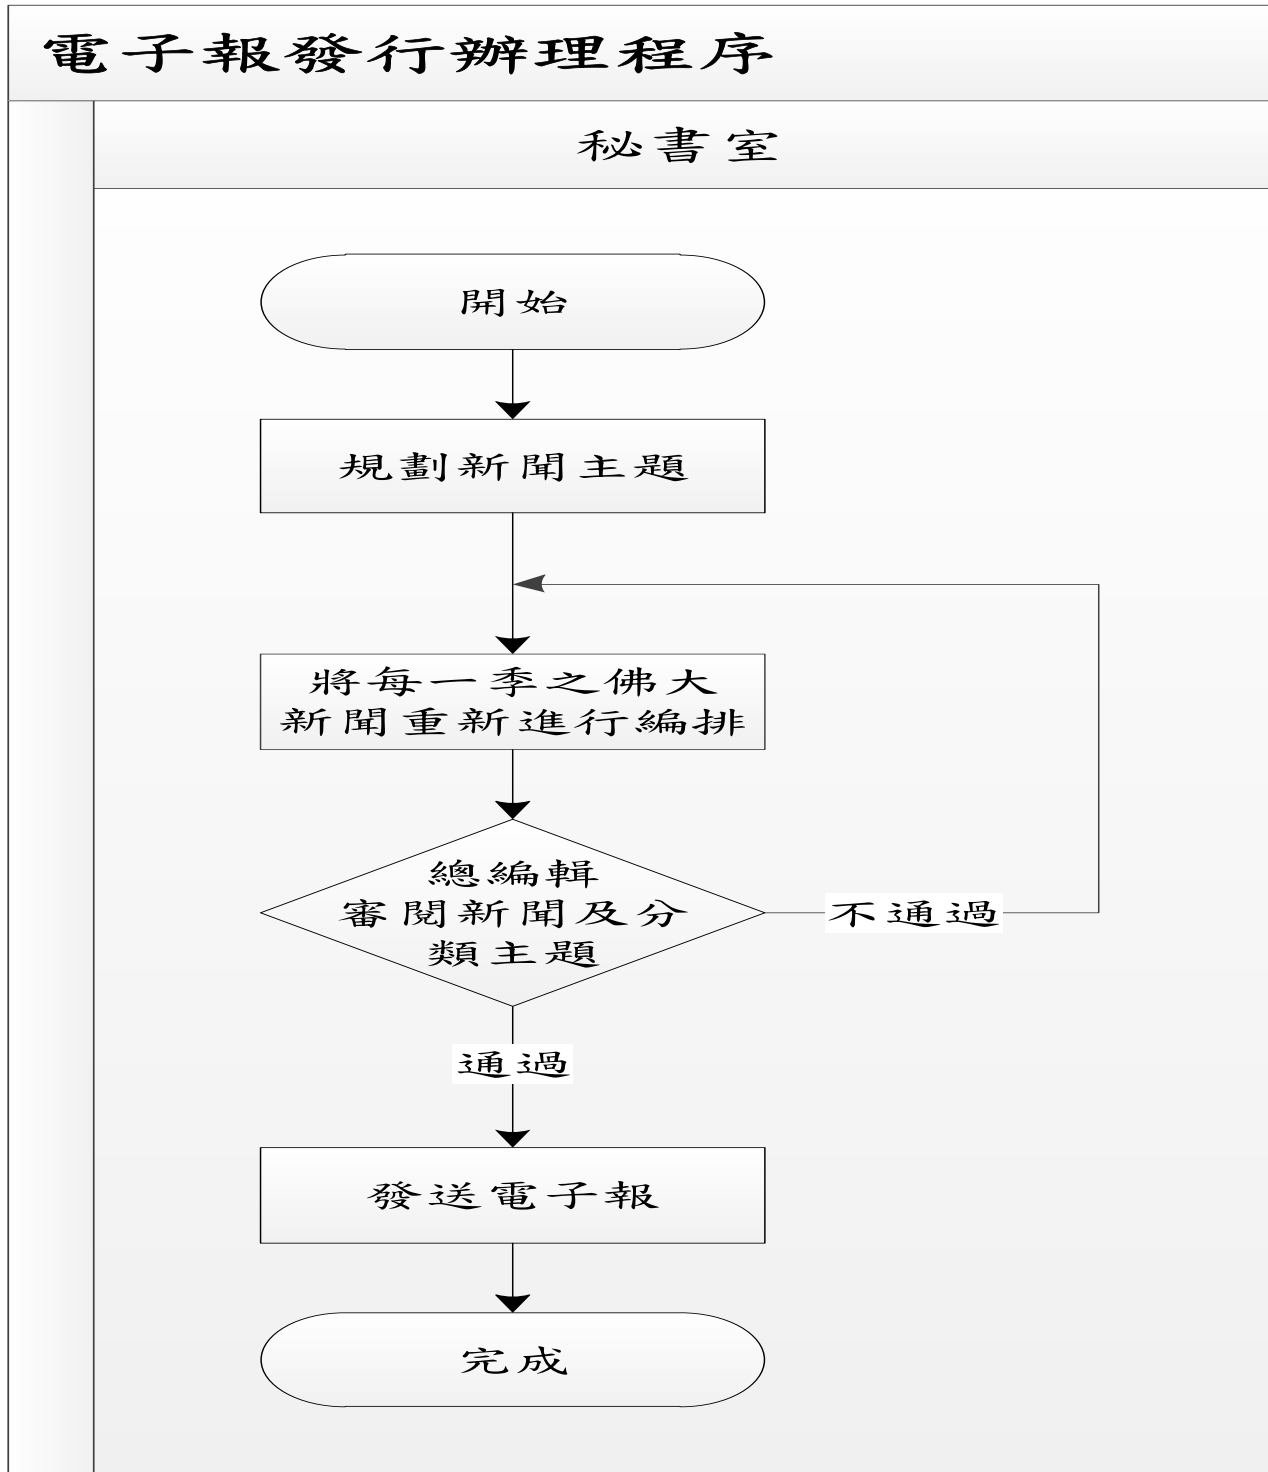 電子報發行辦理程序
秘書室
開始
規劃新聞主題
將每一季之佛大
新聞重新進行編排
總編輯
審閱新聞及分
類主題
不通過
通過
發送電子報
完成